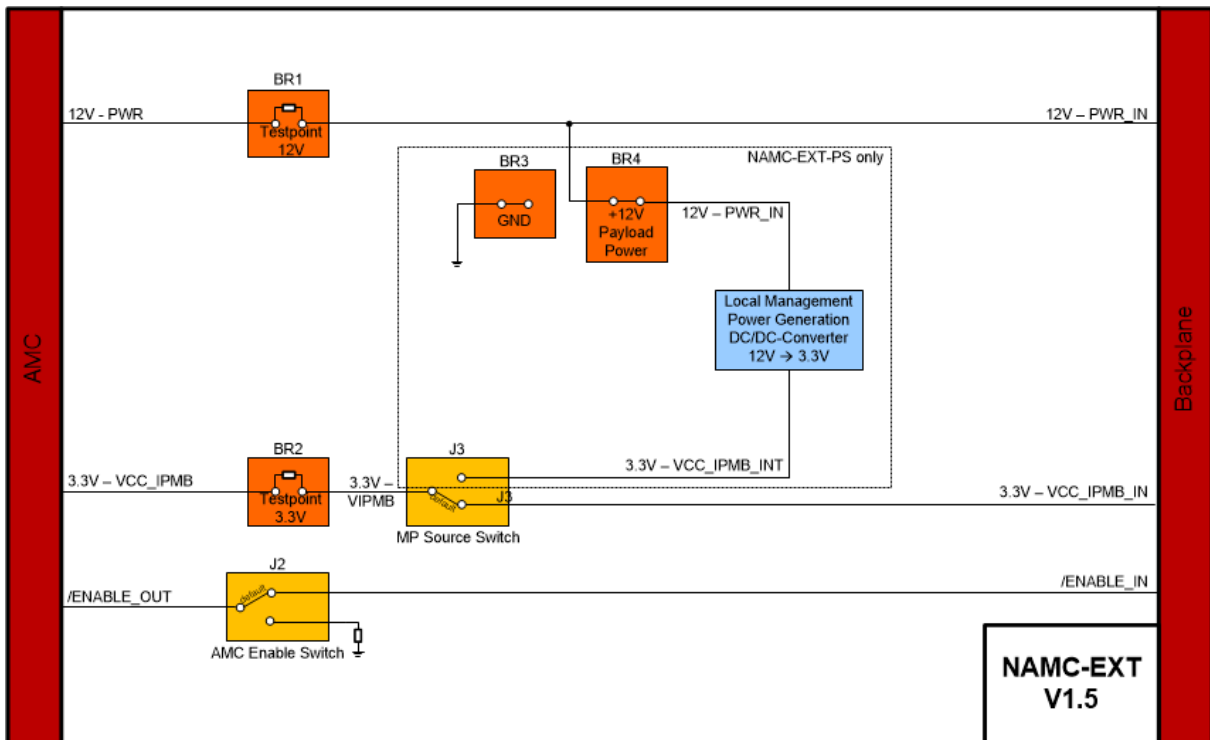 BR1
12V - PWR
Testpoint
12V
12V – PWR_IN
NAMC-EXT-PS only
BR3
GND
BR4
+12V
Payload
Power
12V – PWR_IN
Local Management
Power Generation
DC/DC-Converter
12V → 3.3V
AMC
Backplane
BR2
3.3V – VCC_IPMB
Testpoint
3.3V
3.3V –
VIPMB
J3
default
J3
MP Source Switch
3.3V – VCC_IPMB_INT
3.3V – VCC_IPMB_IN
J2
/ENABLE_OUT
default
AMC Enable Switch
/ENABLE_IN
NAMC-EXT
V1.5